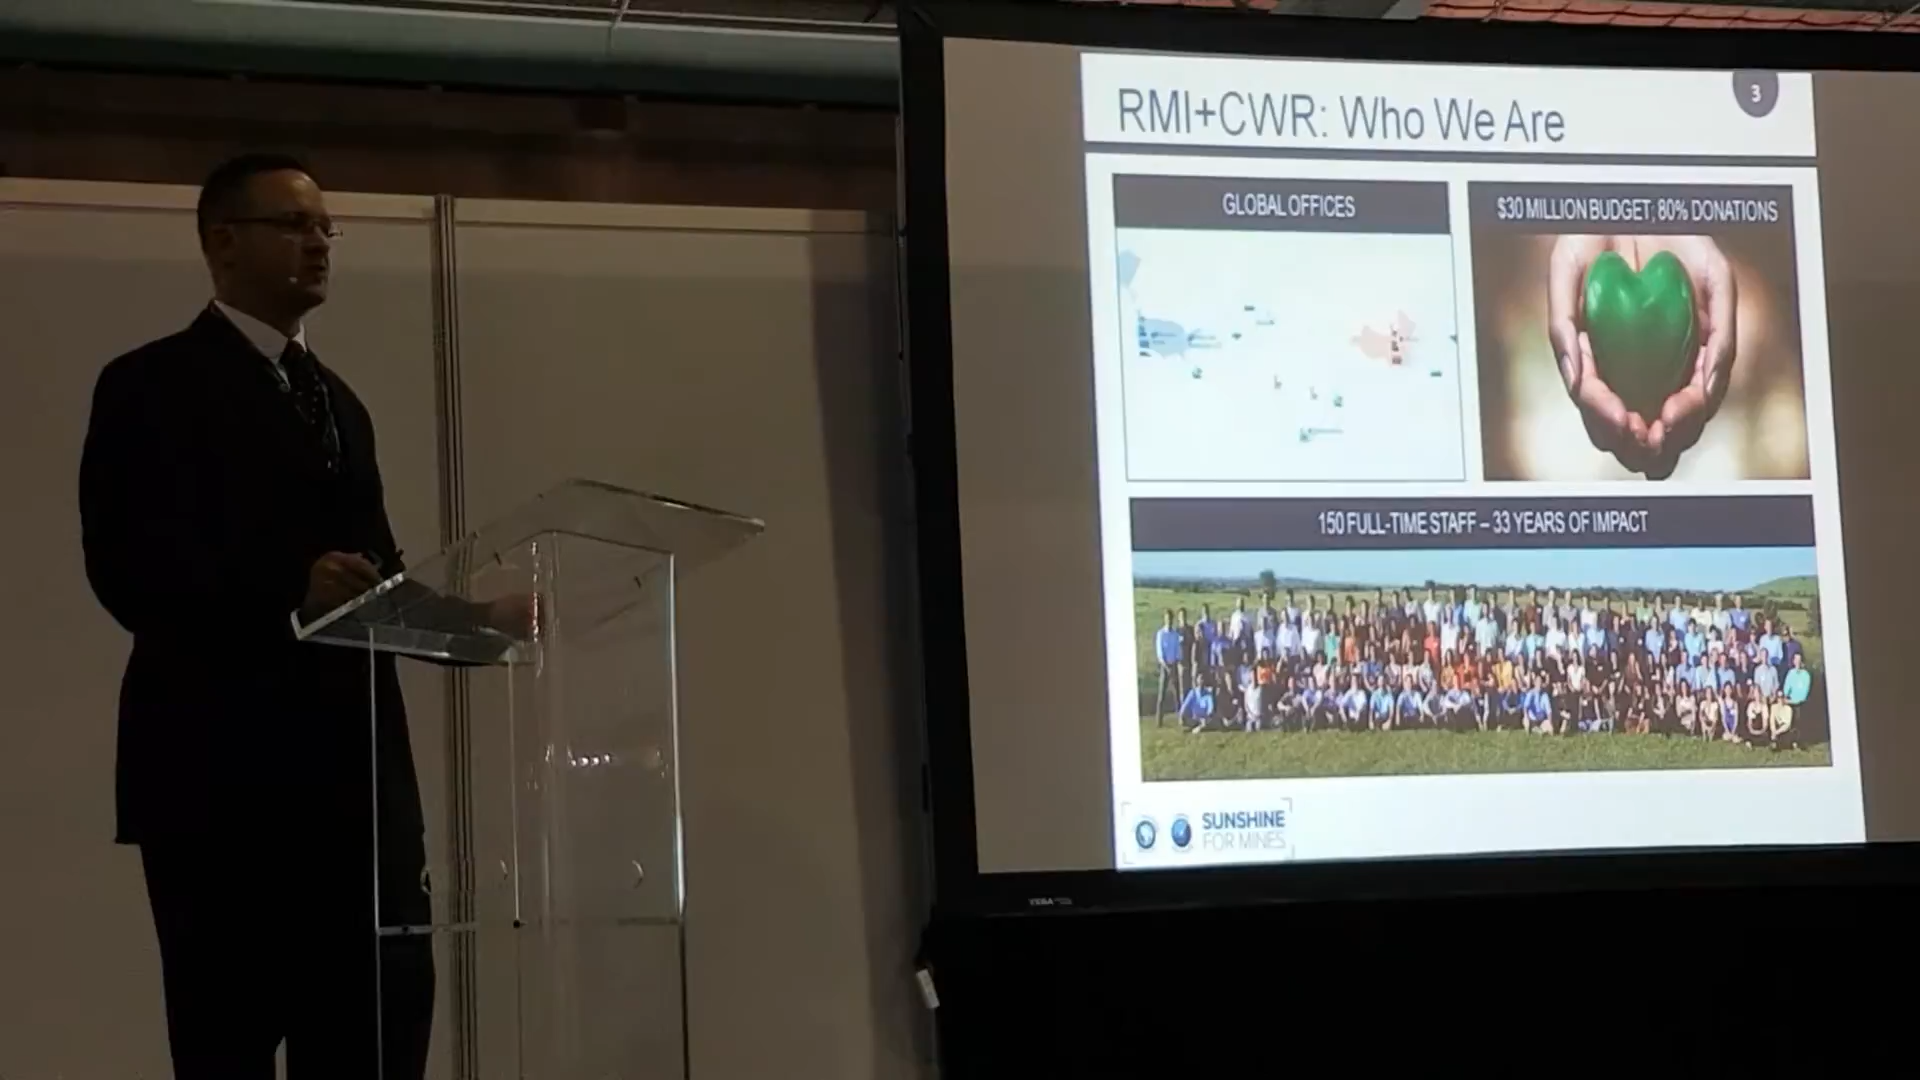 RMI+CWR: Who We Are
3
GLOBAL OFFICES
$30 MILLION BUDGET; 80% DONATIONS
150 FULL-TIME STAFF – 33 YEARS OF IMPACT
SUNSHINE
FOR MINES